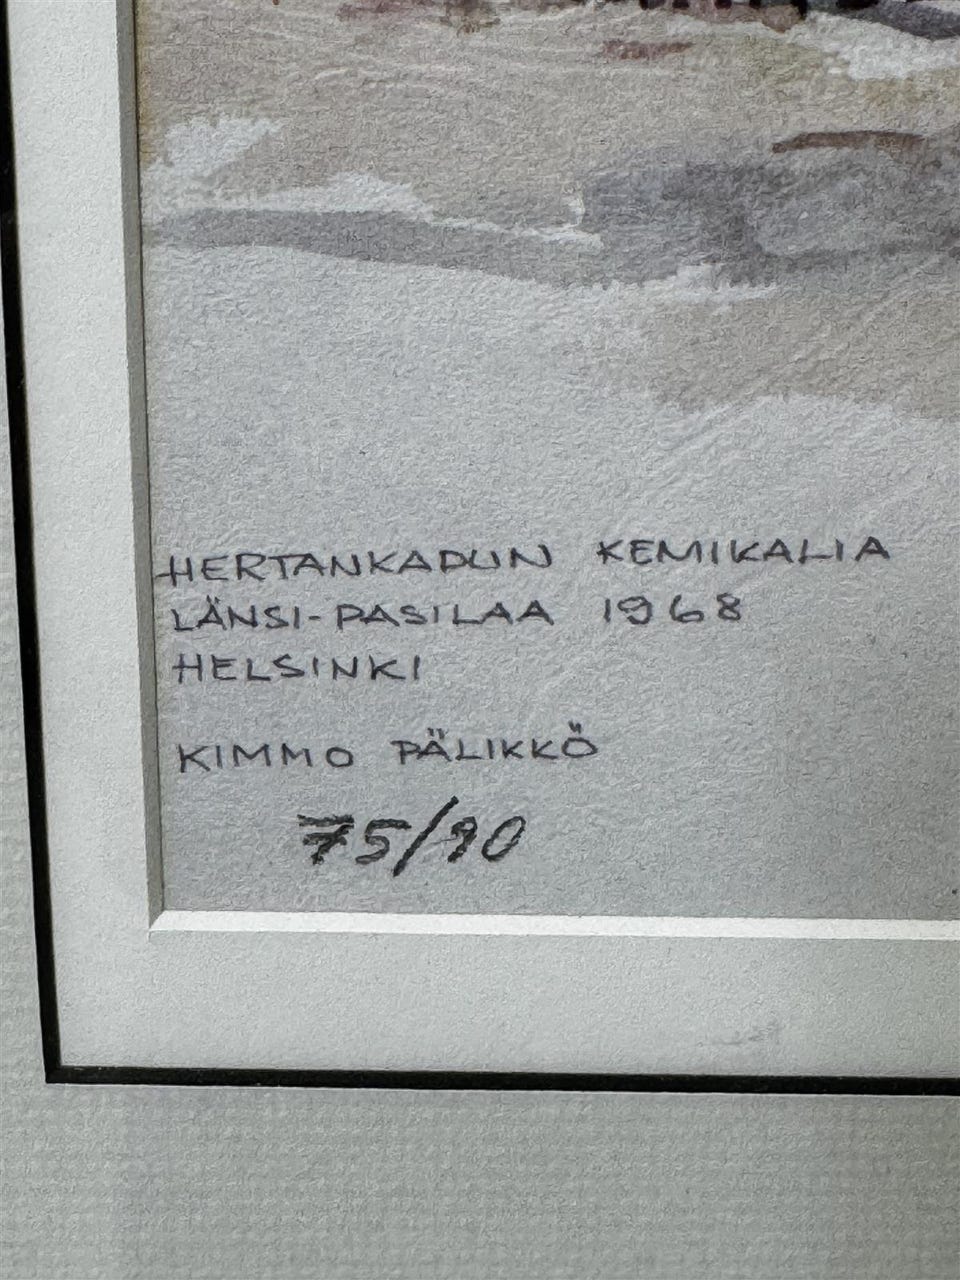 HERTANKADUN KEMIKALIA
LÄNSI-PASILAA 1968
HELSINKI
KIMMO PÄLIKKÖ
75/90